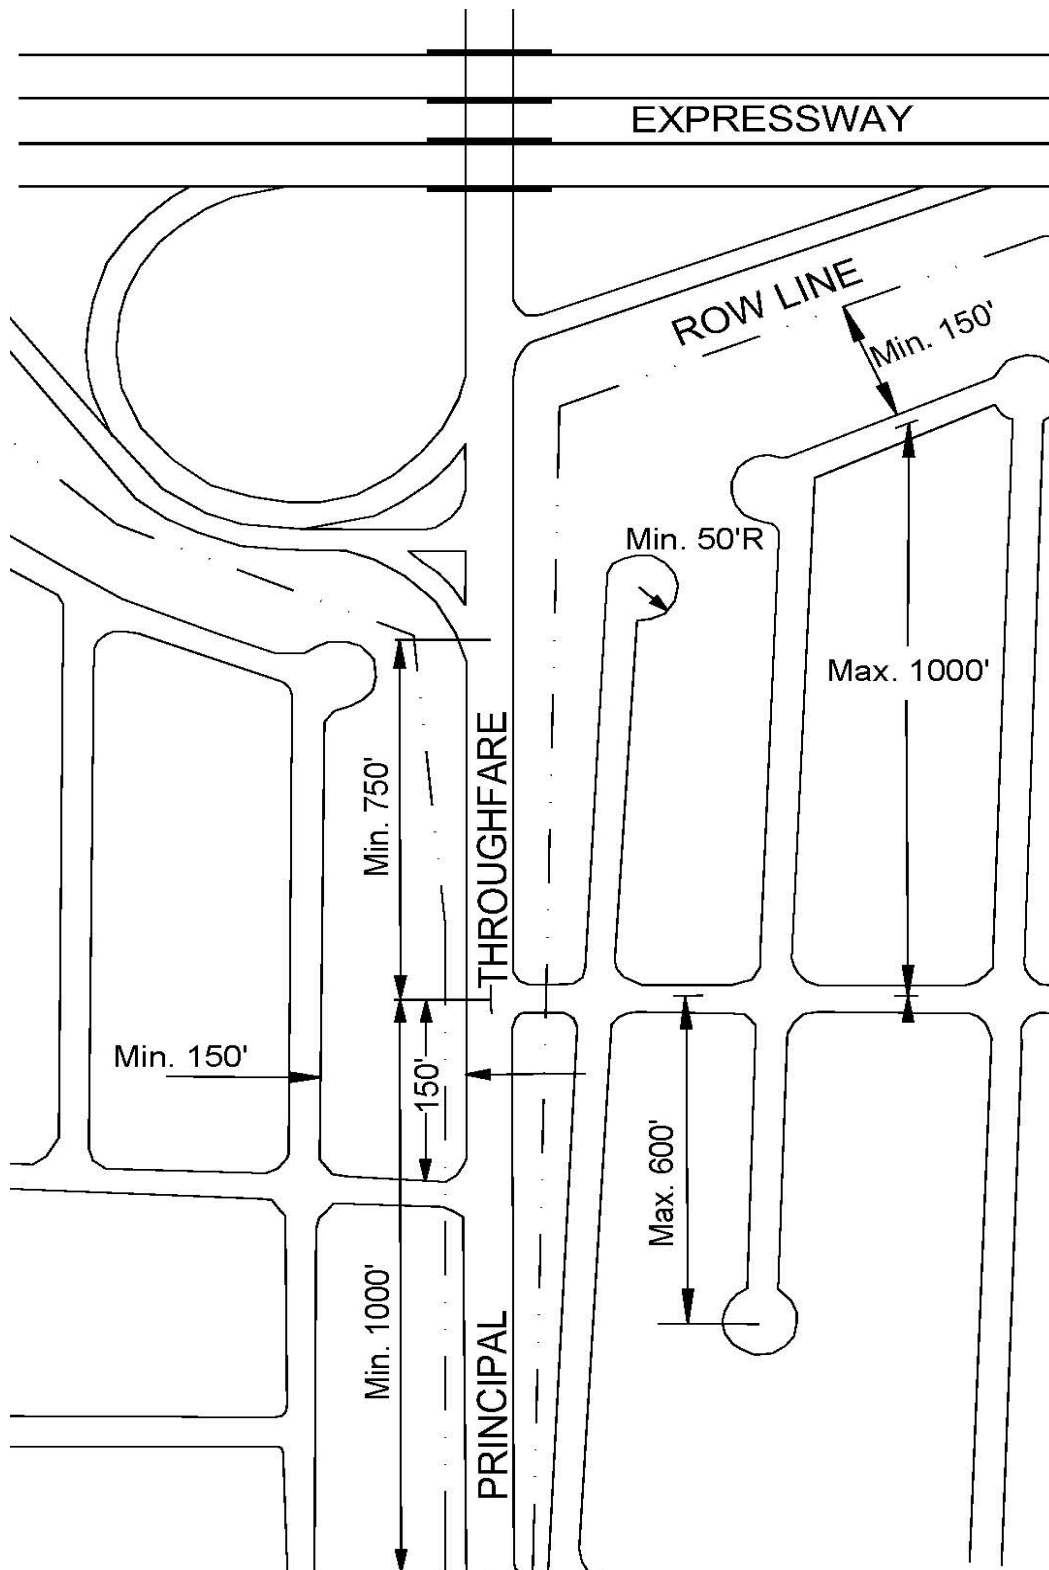 EXPRESSWAY
ROW LINE
Min. 150'
Min. 50'R
Max. 1000'
Min. 750'
THROUGHFARE
Min. 150'
150'
Max. 600'
Min. 1000'
PRINCIPAL